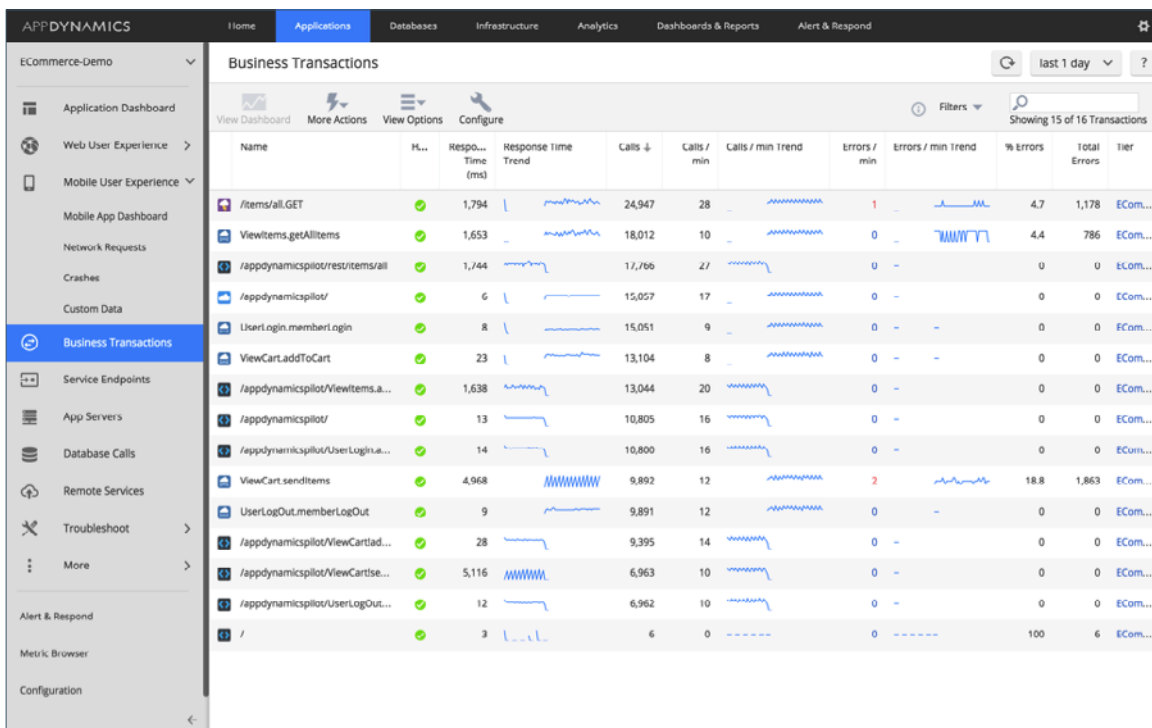 APPDYNAMICS
Home Applications Databases Infrastructure Analytics Dashboards & Reports Alert & Respond
ECommerce-Demo
Business Transactions
last 1 day
?
Application Dashboard
Web User Experience
Mobile User Experience
Mobile App Dashboard
Network Requests
Crashes
Custom Data
Business Transactions
Service Endpoints
App Servers
Database Calls
Remote Services
Troubleshoot
More
Alert & Respond
Metric Browser
Configuration
View Dashboard More Actions View Options Configure
Filters
Showing 15 of 16 Transactions
Name H... Respo... Time (ms) Response Time Trend Calls ↓ Calls / min Calls / min Trend Errors / min Errors / min Trend % Errors Total Errors Tier
/items/all.GET 1,794 24,947 28 1 4.7 1,178 ECom...
ViewItems.getAllItems 1,653 18,012 10 0 4.4 786 ECom...
/appdynamicspilot/rest/items/all 1,744 17,766 27 0 - 0 0 ECom...
/appdynamicspilot/ 6 15,057 17 0 - 0 0 ECom...
UserLogin.memberLogin 8 15,051 9 0 - - 0 0 ECom...
ViewCart.addToCart 23 13,104 8 0 - - 0 0 ECom...
/appdynamicspilot/ViewItems.a... 1,638 13,044 20 0 - 0 0 ECom...
/appdynamicspilot/ 13 10,805 16 0 - 0 0 ECom...
/appdynamicspilot/UserLogin.a... 14 10,800 16 0 - 0 0 ECom...
ViewCart.sendItems 4,968 9,892 12 2 18.8 1,863 ECom...
UserLogOut.memberLogOut 9 9,891 12 0 - 0 0 ECom...
/appdynamicspilot/ViewCart!ad... 28 9,395 14 0 - 0 0 ECom...
/appdynamicspilot/ViewCart!se... 5,116 6,963 10 0 - 0 0 ECom...
/appdynamicspilot/UserLogOut... 12 6,962 10 0 - 0 0 ECom...
/ 3 6 0 0 100 6 ECom...